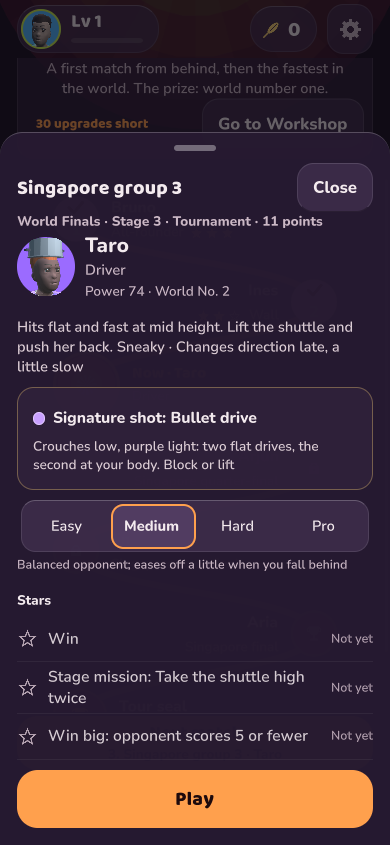 Lv 1
0
A first match from behind, then the fastest in
the world. The prize: world number one.
30 upgrades short
Go to Workshop
Singapore group 3
Close
World Finals · Stage 3 · Tournament · 11 points
Taro
Driver
Power 74 · World No. 2
Hits flat and fast at mid height. Lift the shuttle and
push her back. Sneaky · Changes direction late, a
little slow
Signature shot: Bullet drive
Crouches low, purple light: two flat drives, the
second at your body. Block or lift
Easy
Medium
Hard
Pro
Balanced opponent; eases off a little when you fall behind
Stars
Win
Not yet
Stage mission: Take the shuttle high
twice
Not yet
Win big: opponent scores 5 or fewer
Not yet
Play